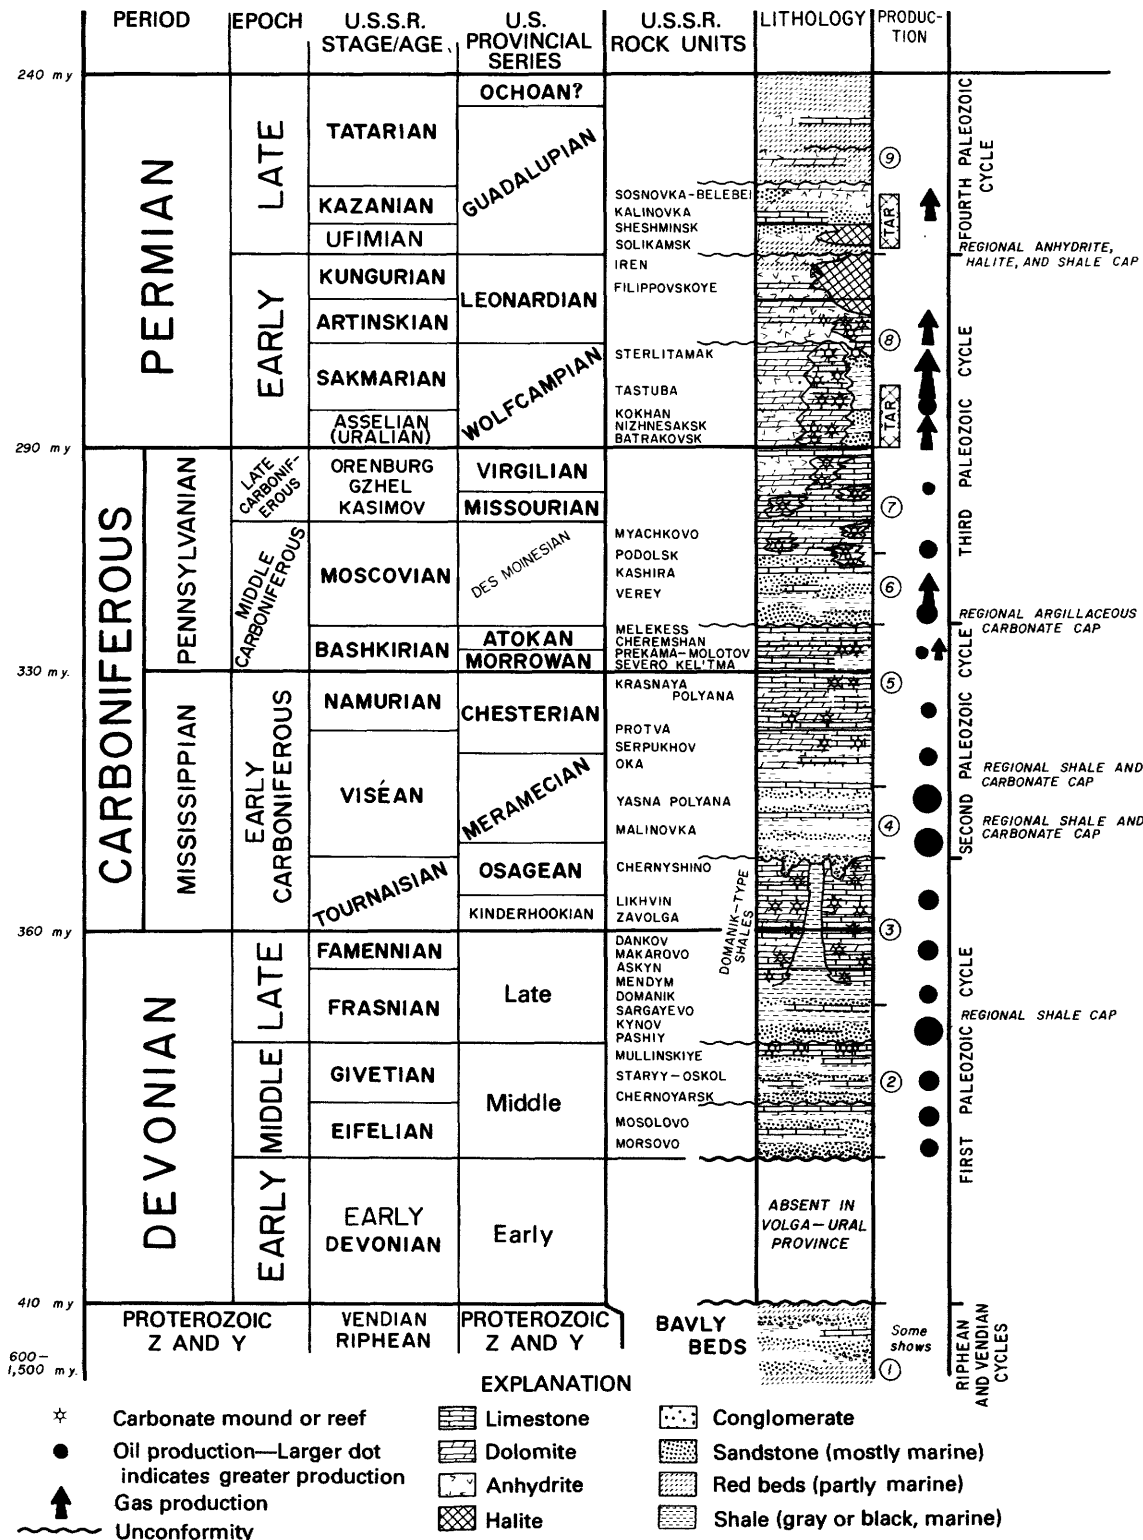 PERIOD
EPOCH
U.S.S.R.
STAGE/AGE
U.S.
PROVINCIAL
SERIES
U.S.S.R.
ROCK UNITS
LITHOLOGY
PRODUC-
TION
240 my
290 my
330 my.
360 my
410 my
600–
1,500 my.
PERMIAN
CARBONIFEROUS
PENNSYLVANIAN
MISSISSIPPIAN
DEVONIAN
PROTEROZOIC
Z AND Y
LATE
EARLY
LATE
CARBONIF-
EROUS
MIDDLE
CARBONIFEROUS
EARLY
CARBONIFEROUS
LATE
MIDDLE
EARLY
TATARIAN
KAZANIAN
UFIMIAN
KUNGURIAN
ARTINSKIAN
SAKMARIAN
ASSELIAN
(URALIAN)
ORENBURG
GZHEL
KASIMOV
MOSCOVIAN
BASHKIRIAN
NAMURIAN
VISÉAN
TOURNAISIAN
FAMENNIAN
FRASNIAN
GIVETIAN
EIFELIAN
EARLY
DEVONIAN
VENDIAN
RIPHEAN
OCHOAN?
GUADALUPIAN
LEONARDIAN
WOLFCAMPIAN
VIRGILIAN
MISSOURIAN
DES MOINESIAN
ATOKAN
MORROWAN
CHESTERIAN
MERAMECIAN
OSAGEAN
KINDERHOOKIAN
Late
Middle
Early
PROTEROZOIC
Z AND Y
SOSNOVKA-BELEBEI
KALINOVKA
SHESHMINSK
SOLIKAMSK
IREN
FILIPPOVSKOYE
STERLITAMAK
TASTUBA
KOKHAN
NIZHNESAKSK
BATRAKOVSK
MYACHKOVO
PODOLSK
KASHIRA
VEREY
MELEKESS
CHEREMSHAN
PREKAMA-MOLOTOV
SEVERO KEL'TMA
KRASNAYA
POLYANA
PROTVA
SERPUKHOV
OKA
YASNA POLYANA
MALINOVKA
CHERNYSHINO
LIKHVIN
ZAVOLGA
DANKOV
MAKAROVO
ASKYN
MENDYM
DOMANIK
SARGAYEVO
KYNOV
PASHIY
MULLINSKIYE
STARYY-OSKOL
CHERNOYARSK
MOSOLOVO
MORSOVO
DOMANIK-TYPE
SHALES
BAVLY
BEDS
ABSENT IN
VOLGA-URAL
PROVINCE
9
TAR
8
TAR
7
6
5
4
3
2
Some
shows
1
FOURTH PALEOZOIC
CYCLE
REGIONAL ANHYDRITE,
HALITE, AND SHALE CAP
THIRD PALEOZOIC CYCLE
REGIONAL ARGILLACEOUS
CARBONATE CAP
SECOND PALEOZOIC CYCLE
REGIONAL SHALE AND
CARBONATE CAP
REGIONAL SHALE AND
CARBONATE CAP
FIRST PALEOZOIC CYCLE
REGIONAL SHALE CAP
RIPHEAN
AND VENDIAN
CYCLES
EXPLANATION
Carbonate mound or reef
Oil production—Larger dot
indicates greater production
Gas production
Unconformity
Limestone
Dolomite
Anhydrite
Halite
Conglomerate
Sandstone (mostly marine)
Red beds (partly marine)
Shale (gray or black, marine)